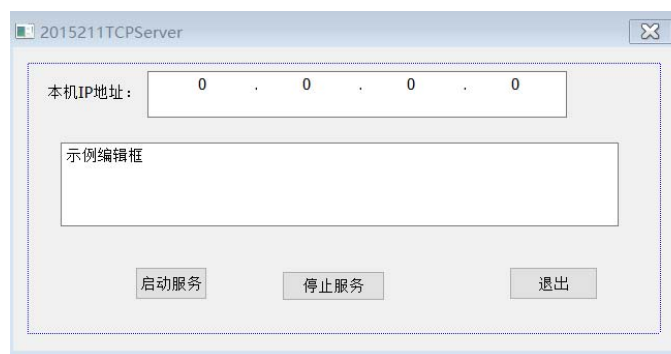 2015211TCPServer
本机IP地址： 0 . 0 . 0 . 0
示例编辑框
启动服务 停止服务 退出